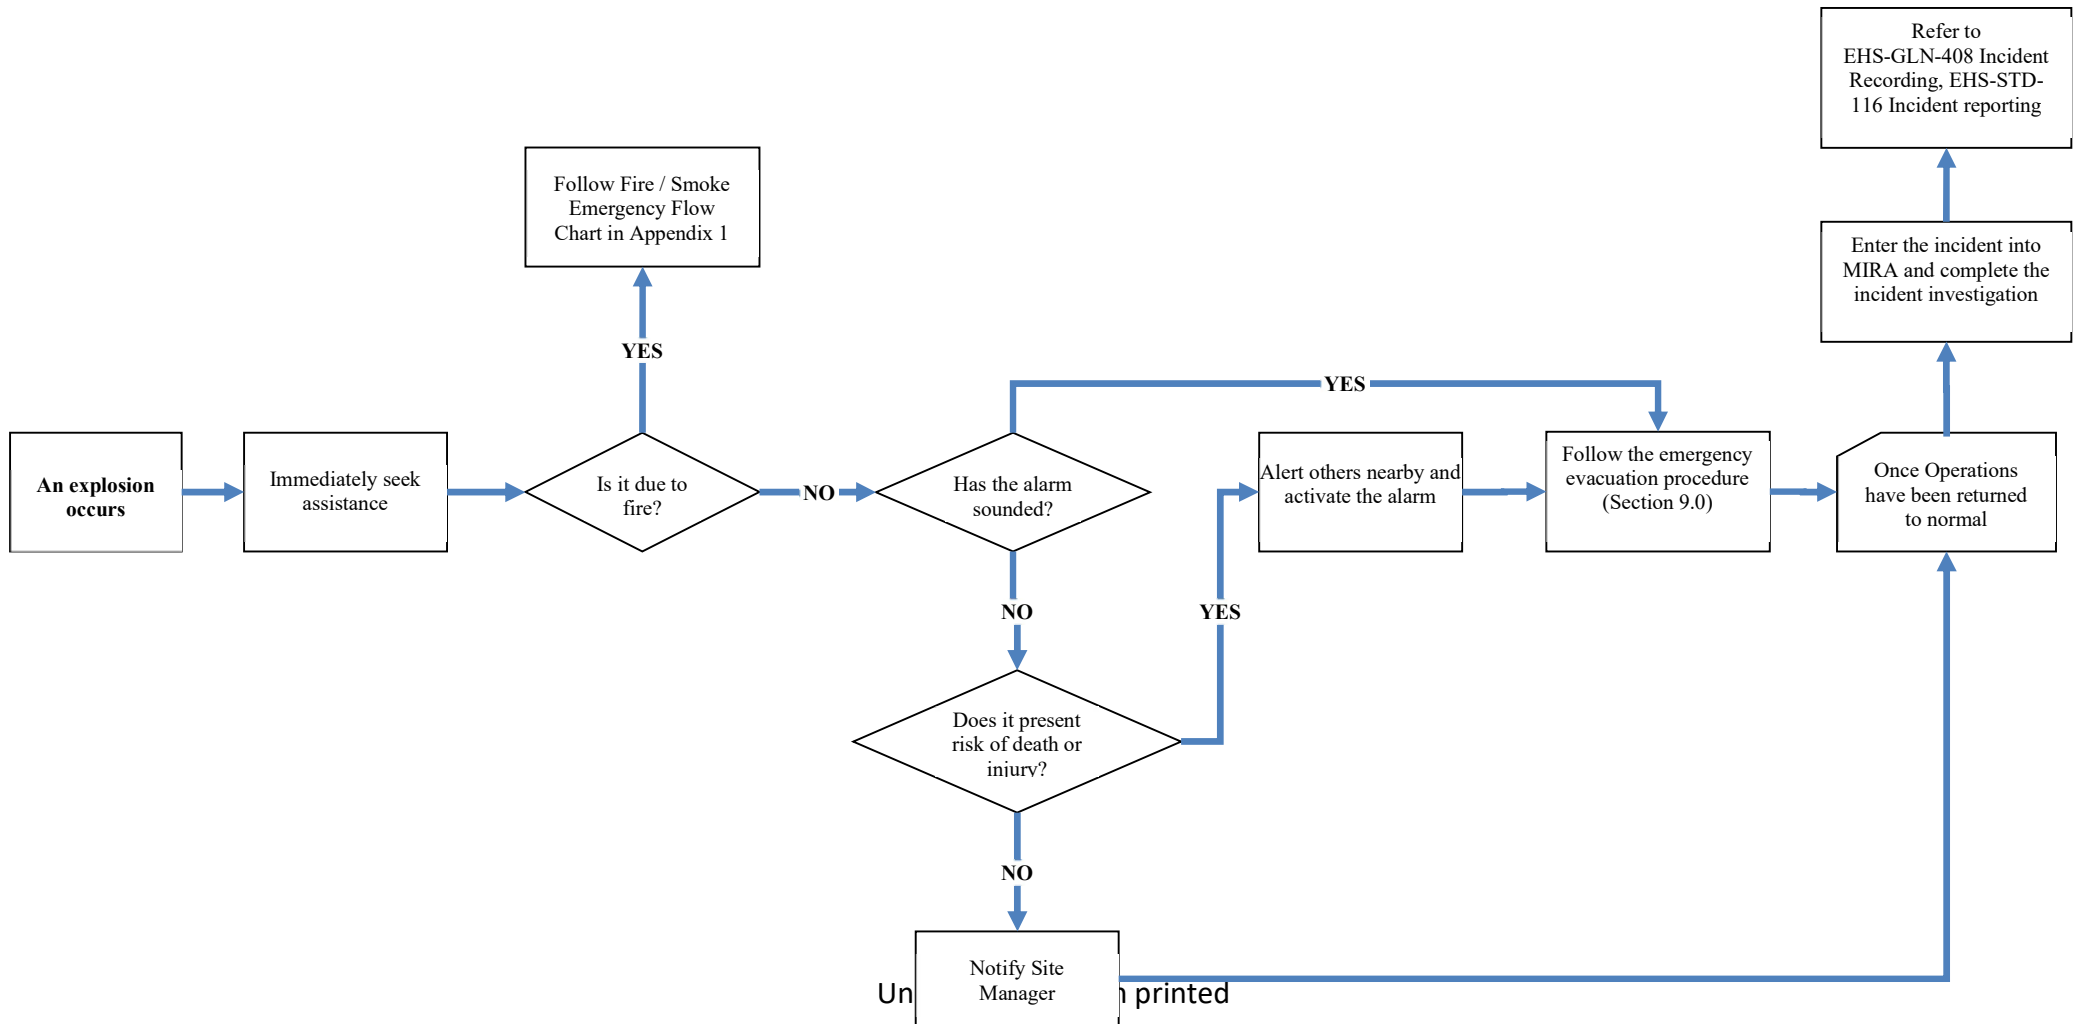 Refer to
EHS-GLN-408 Incident
Recording, EHS-STD-
116 Incident reporting
Follow Fire / Smoke
Emergency Flow
Chart in Appendix 1
Enter the incident into
MIRA and complete the
incident investigation
YES
YES
An explosion
occurs
Immediately seek
assistance
Is it due to
fire?
NO
Has the alarm
sounded?
Alert others nearby and
activate the alarm
Follow the emergency
evacuation procedure
(Section 9.0)
Once Operations
have been returned
to normal
NO
YES
Does it present
risk of death or
injury?
NO
Notify Site
Manager
printed